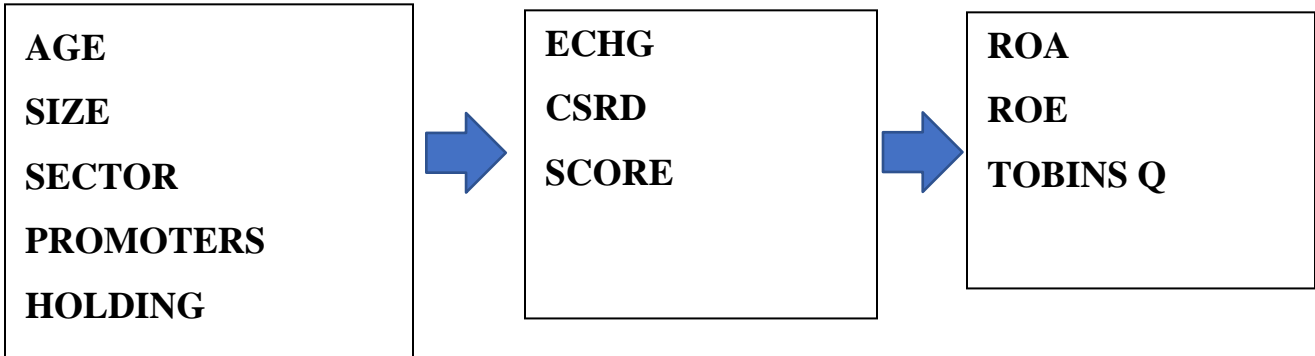 AGE
SIZE
SECTOR
PROMOTERS
HOLDING
ECHG
CSRD
SCORE
ROA
ROE
TOBINS Q